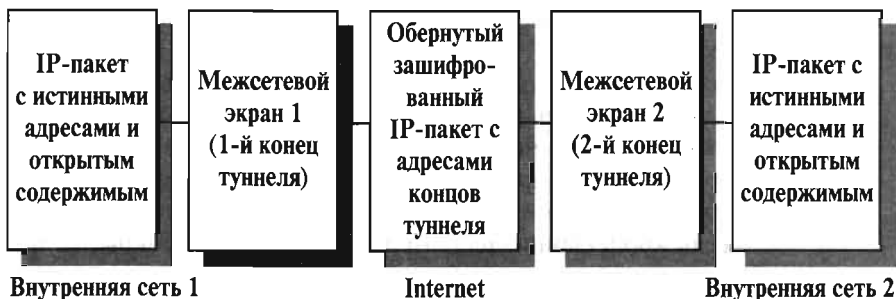 IP-пакет
с истинными
адресами и
открытым
содержимым
Межсетевой
экран 1
(1-й конец
туннеля)
Обернутый
зашифро-
ванный
IP-пакет с
адресами
концов
туннеля
Межсетевой
экран 2
(2-й конец
туннеля)
IP-пакет с
истинными
адресами и
открытым
содержимым
Внутренняя сеть 1
Internet
Внутренняя сеть 2